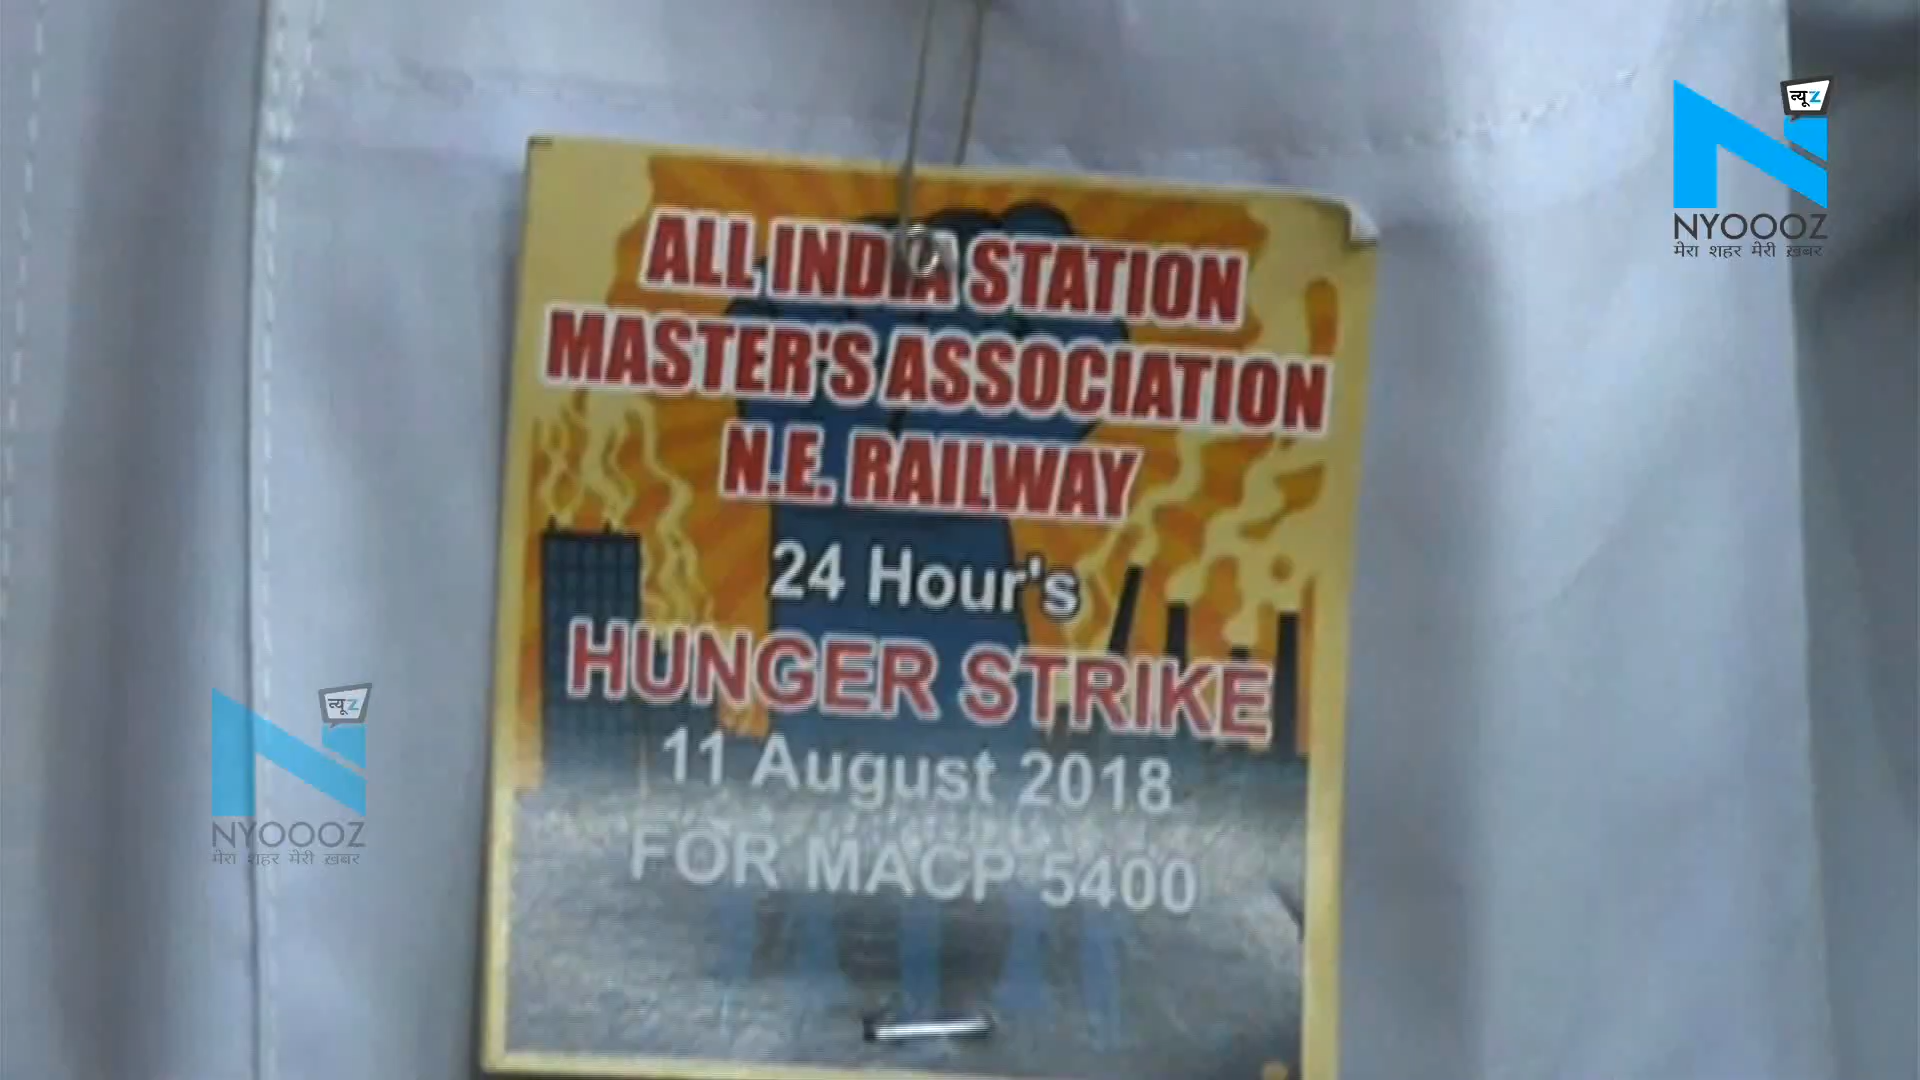 ALL INDIA STATION
MASTER'S ASSOCIATION
N.E. RAILWAY
24 Hour's
HUNGER STRIKE
11 August 2018
FOR MACP 5400
न्यूz
NYOOOZ
मेरा शहर मेरी ख़बर
न्यूz
NYOOOZ
मेरा शहर मेरी ख़बर